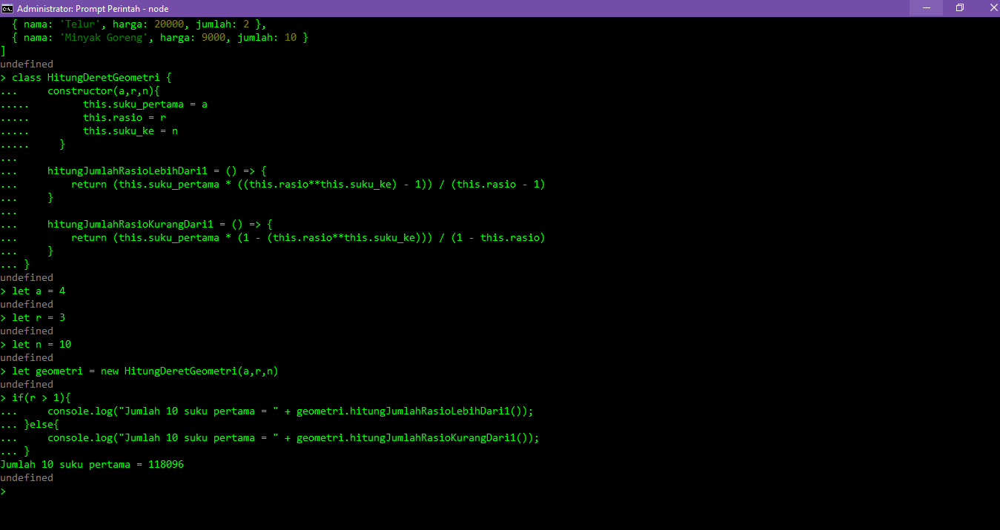 Administrator: Prompt Perintah - node
  { nama: 'Telur', harga: 20000, jumlah: 2 },
  { nama: 'Minyak Goreng', harga: 9000, jumlah: 10 }
]
undefined
> class HitungDeretGeometri {
...     constructor(a,r,n){
.....         this.suku_pertama = a
.....         this.rasio = r
.....         this.suku_ke = n
.....     }
...
...     hitungJumlahRasioLebihDari1 = () => {
...         return (this.suku_pertama * ((this.rasio**this.suku_ke) - 1)) / (this.rasio - 1)
...     }
...
...     hitungJumlahRasioKurangDari1 = () => {
...         return (this.suku_pertama * (1 - (this.rasio**this.suku_ke))) / (1 - this.rasio)
...     }
... }
undefined
> let a = 4
undefined
> let r = 3
undefined
> let n = 10
undefined
> let geometri = new HitungDeretGeometri(a,r,n)
undefined
> if(r > 1){
...     console.log("Jumlah 10 suku pertama = " + geometri.hitungJumlahRasioLebihDari1());
... }else{
...     console.log("Jumlah 10 suku pertama = " + geometri.hitungJumlahRasioKurangDari1());
... }
Jumlah 10 suku pertama = 118096
undefined
>